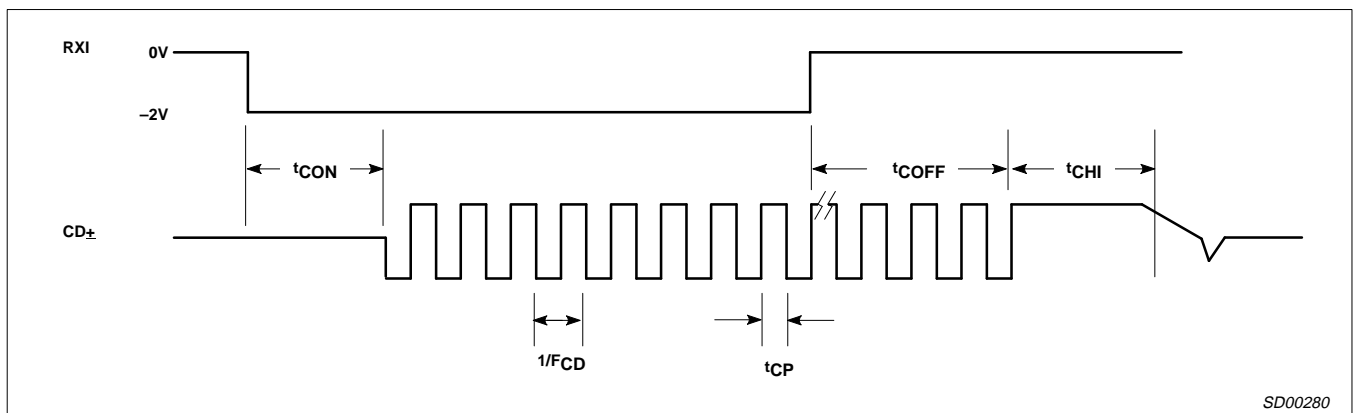 RXI
0V
–2V
tCON
tCOFF
tCHI
CD±
1/FCD
tCP
SD00280